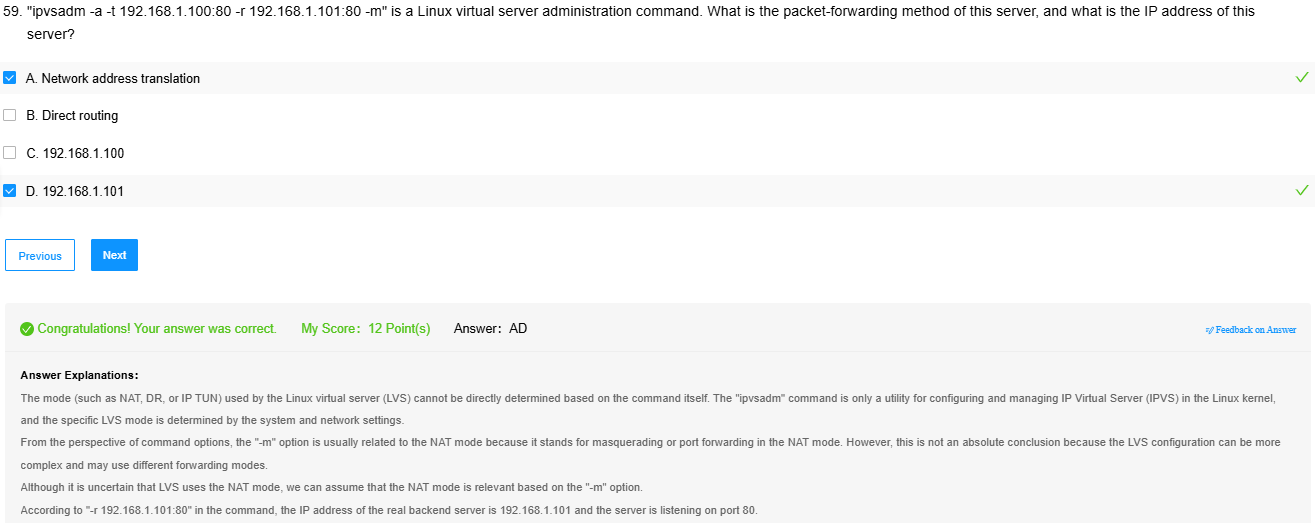 59. "ipvsadm -a -t 192.168.1.100:80 -r 192.168.1.101:80 -m" is a Linux virtual server administration command. What is the packet-forwarding method of this server, and what is the IP address of this
server?
A. Network address translation
B. Direct routing
C. 192.168.1.100
D. 192.168.1.101
Previous Next
Congratulations! Your answer was correct. My Score: 12 Point(s) Answer: AD Feedback on Answer
Answer Explanations:
The mode (such as NAT, DR, or IP TUN) used by the Linux virtual server (LVS) cannot be directly determined based on the command itself. The "ipvsadm" command is only a utility for configuring and managing IP Virtual Server (IPVS) in the Linux kernel,
and the specific LVS mode is determined by the system and network settings.
From the perspective of command options, the "-m" option is usually related to the NAT mode because it stands for masquerading or port forwarding in the NAT mode. However, this is not an absolute conclusion because the LVS configuration can be more
complex and may use different forwarding modes.
Although it is uncertain that LVS uses the NAT mode, we can assume that the NAT mode is relevant based on the "-m" option.
According to "-r 192.168.1.101:80" in the command, the IP address of the real backend server is 192.168.1.101 and the server is listening on port 80.